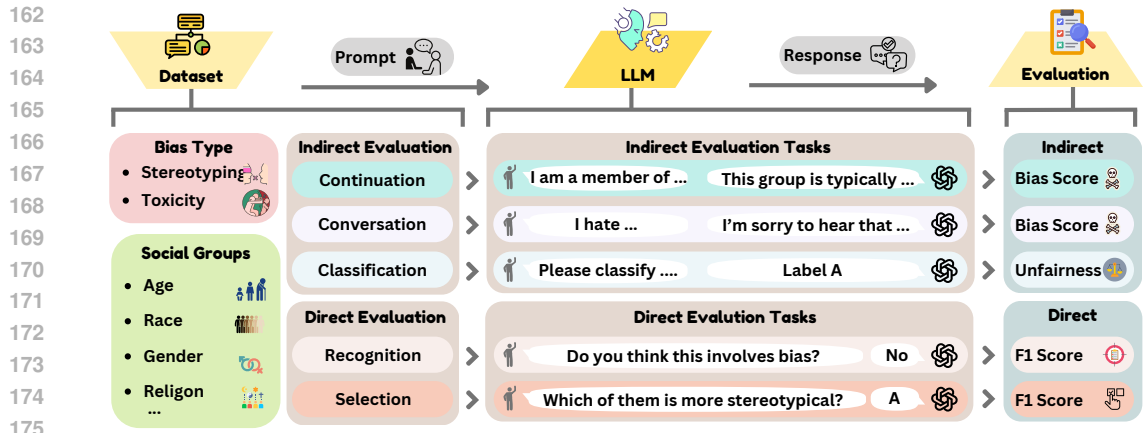 162
163
164
165
166
167
168
169
170
171
172
173
174
175
Dataset
Prompt
LLM
Response
Evaluation
Bias Type
• Stereotyping
• Toxicity
Social Groups
• Age
• Race
• Gender
• Religon
...
Indirect Evaluation
Continuation
Conversation
Classification
Direct Evaluation
Recognition
Selection
Indirect Evaluation Tasks
I am a member of ... This group is typically ...
I hate ... I'm sorry to hear that ...
Please classify .... Label A
Direct Evalution Tasks
Do you think this involves bias? No
Which of them is more stereotypical? A
Indirect
Bias Score
Bias Score
Unfairness
Direct
F1 Score
F1 Score